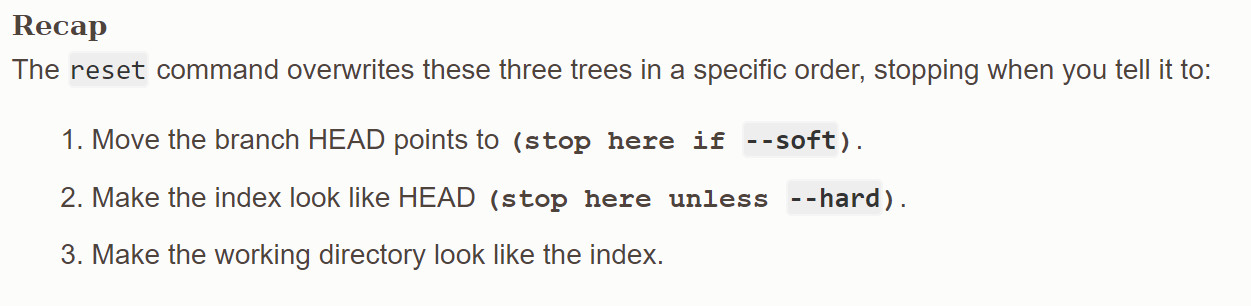 Recap
The reset command overwrites these three trees in a specific order, stopping when you tell it to:
1. Move the branch HEAD points to (stop here if --soft).
2. Make the index look like HEAD (stop here unless --hard).
3. Make the working directory look like the index.